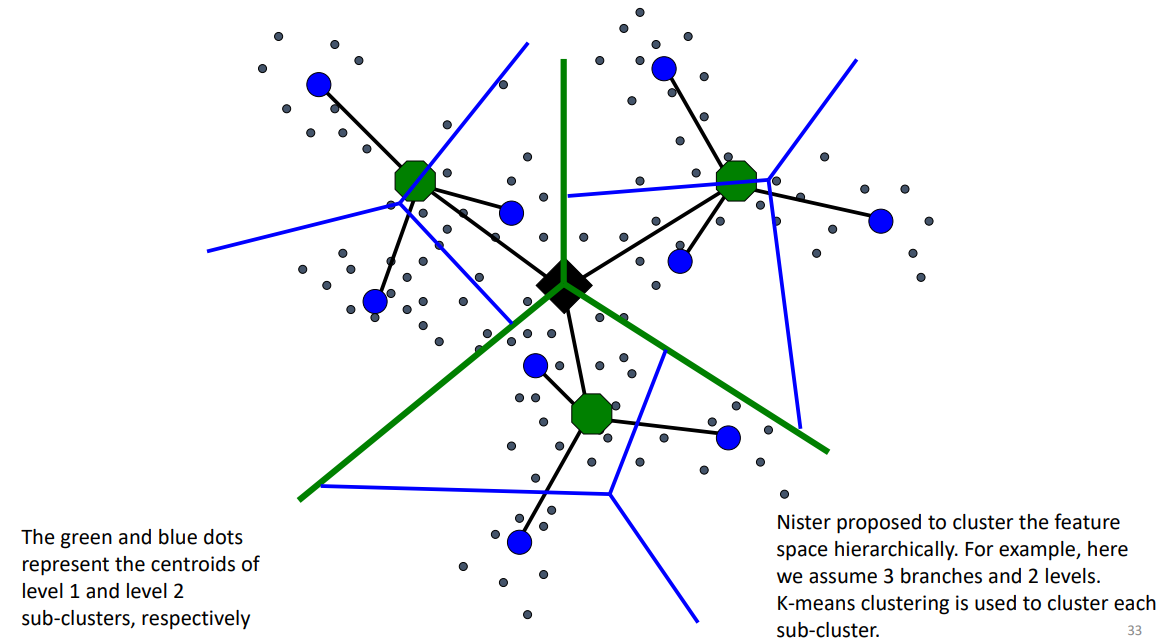 The green and blue dots
represent the centroids of
level 1 and level 2
sub-clusters, respectively
Nister proposed to cluster the feature
space hierarchically. For example, here
we assume 3 branches and 2 levels.
K-means clustering is used to cluster each
sub-cluster.
33